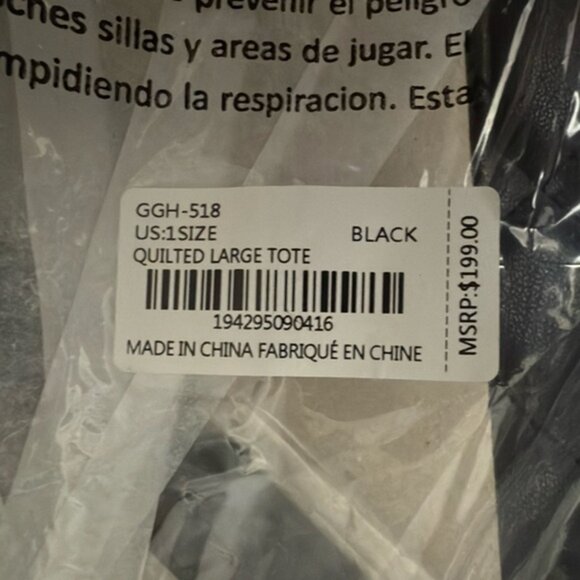 prevenir el peligro
sillas y areas de jugar. El
mpidiendo la respiracion. Esta
GGH-518
US:1SIZE BLACK
QUILTED LARGE TOTE
194295090416
MADE IN CHINA FABRIQUÉ EN CHINE
MSRP:$199.00